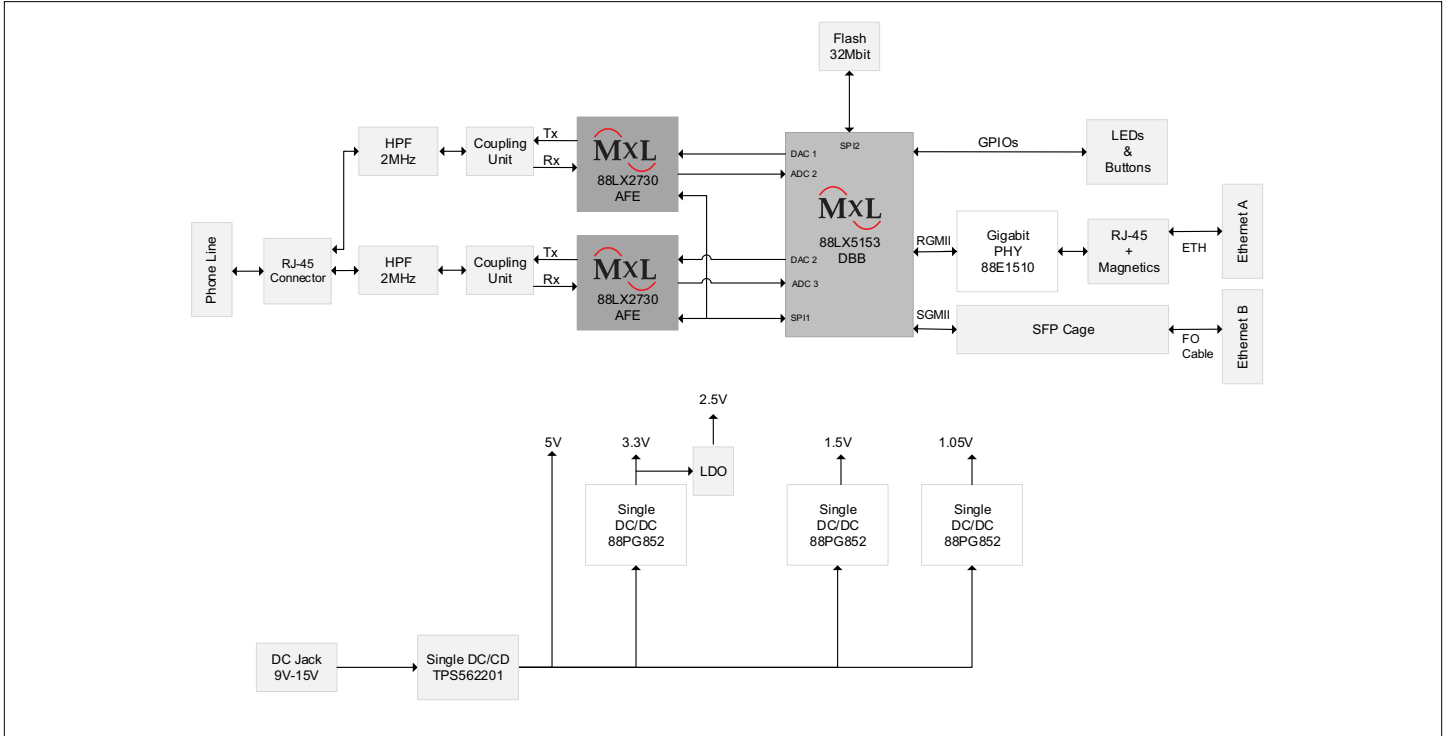 Flash
32Mbit
SPI2
GPIOs
LEDs
&
Buttons
HPF
2MHz
Coupling
Unit
Tx
Rx
MxL
88LX2730
AFE
DAC 1
ADC 2
MxL
88LX5153
DBB
RGMII
Gigabit
PHY
88E1510
RJ-45
+
Magnetics
ETH
Ethernet A
Phone Line
RJ-45
Connector
HPF
2MHz
Coupling
Unit
Tx
Rx
MxL
88LX2730
AFE
DAC 2
ADC 3
SPI1
SGMII
SFP Cage
FO
Cable
Ethernet B
2.5V
5V
3.3V
LDO
1.5V
1.05V
Single
DC/DC
88PG852
Single
DC/DC
88PG852
Single
DC/DC
88PG852
DC Jack
9V-15V
Single DC/CD
TPS562201